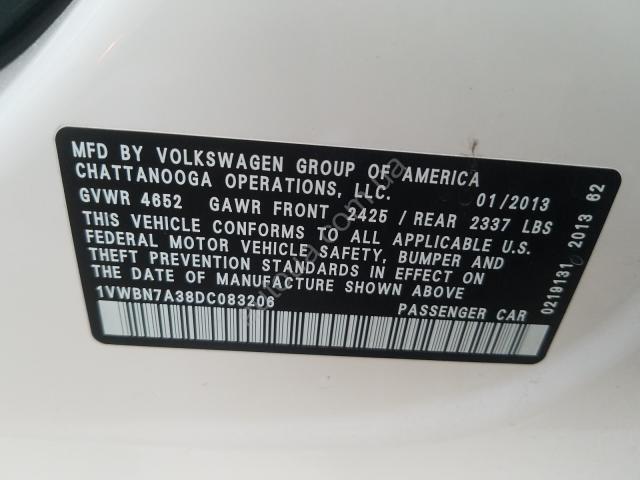 MFD BY VOLKSWAGEN GROUP OF AMERICA
CHATTANOOGA OPERATIONS, LLC. 01/2013
GVWR 4652 GAWR FRONT 2425 / REAR 2337 LBS
THIS VEHICLE CONFORMS TO ALL APPLICABLE U.S.
FEDERAL MOTOR VEHICLE SAFETY, BUMPER AND
THEFT PREVENTION STANDARDS IN EFFECT ON
THE DATE OF MANUFACTURE SHOWN ABOVE
1VWBN7A38DC083206 PASSENGER CAR
0219131 2013 62